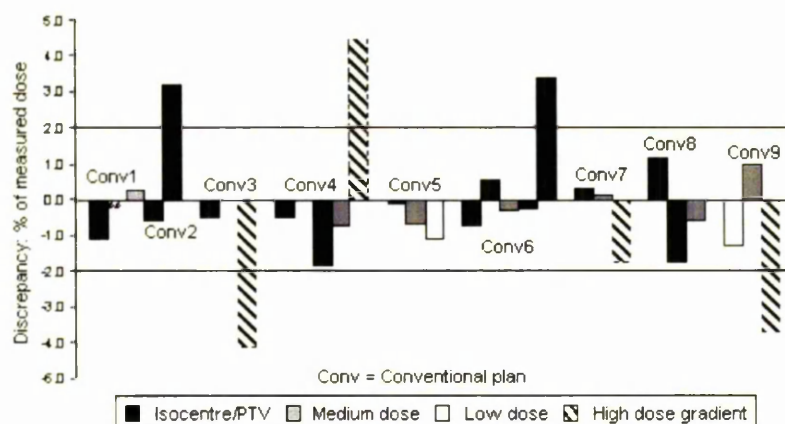 Discrepancy: % of measured dose
5.0
4.0
3.0
2.0
1.0
0.0
-1.0
-2.0
-3.0
-4.0
-5.0
Conv1
Conv2
Conv3
Conv4
Conv5
Conv6
Conv7
Conv8
Conv9
Conv = Conventional plan
Isocentre/PTV
Medium dose
Low dose
High dose gradient